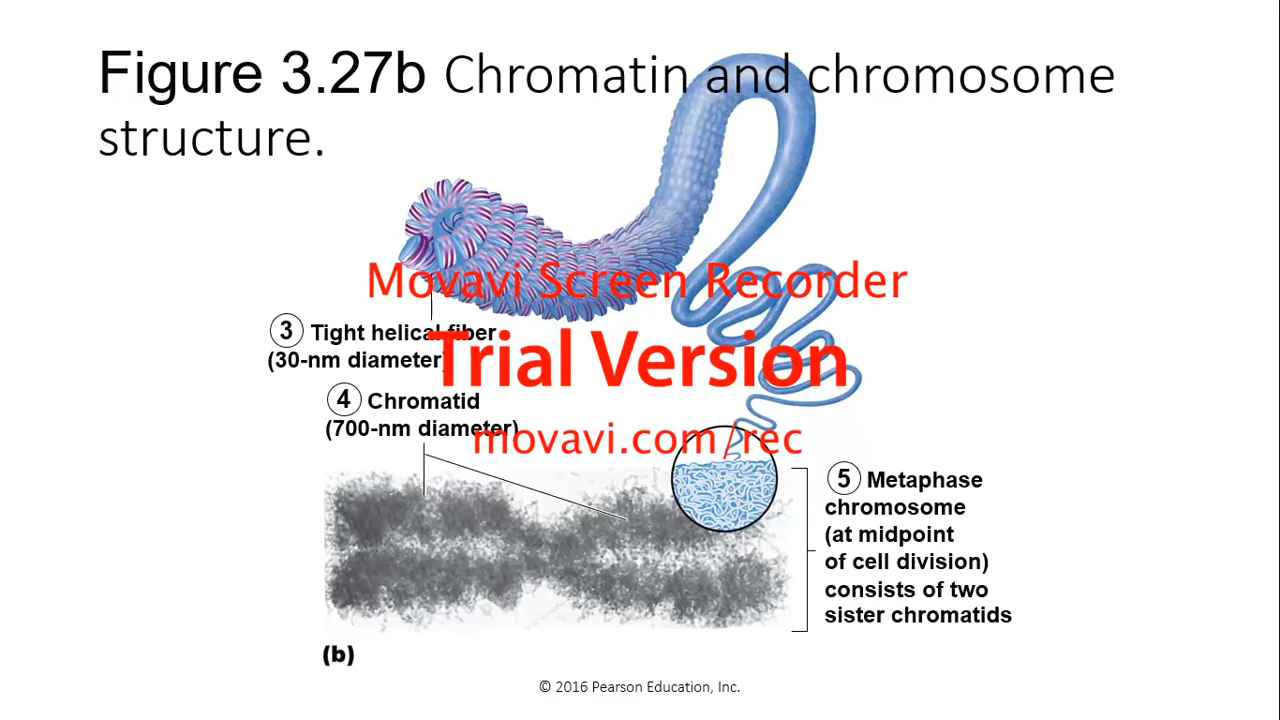 Figure 3.27b Chromatin and chromosome
structure.
Movavi Screen Recorder
3 Tight helical fiber
(30-nm diameter)
Trial Version
4 Chromatid
(700-nm diameter)
movavi.com/rec
5 Metaphase
chromosome
(at midpoint
of cell division)
consists of two
sister chromatids
(b)
© 2016 Pearson Education, Inc.